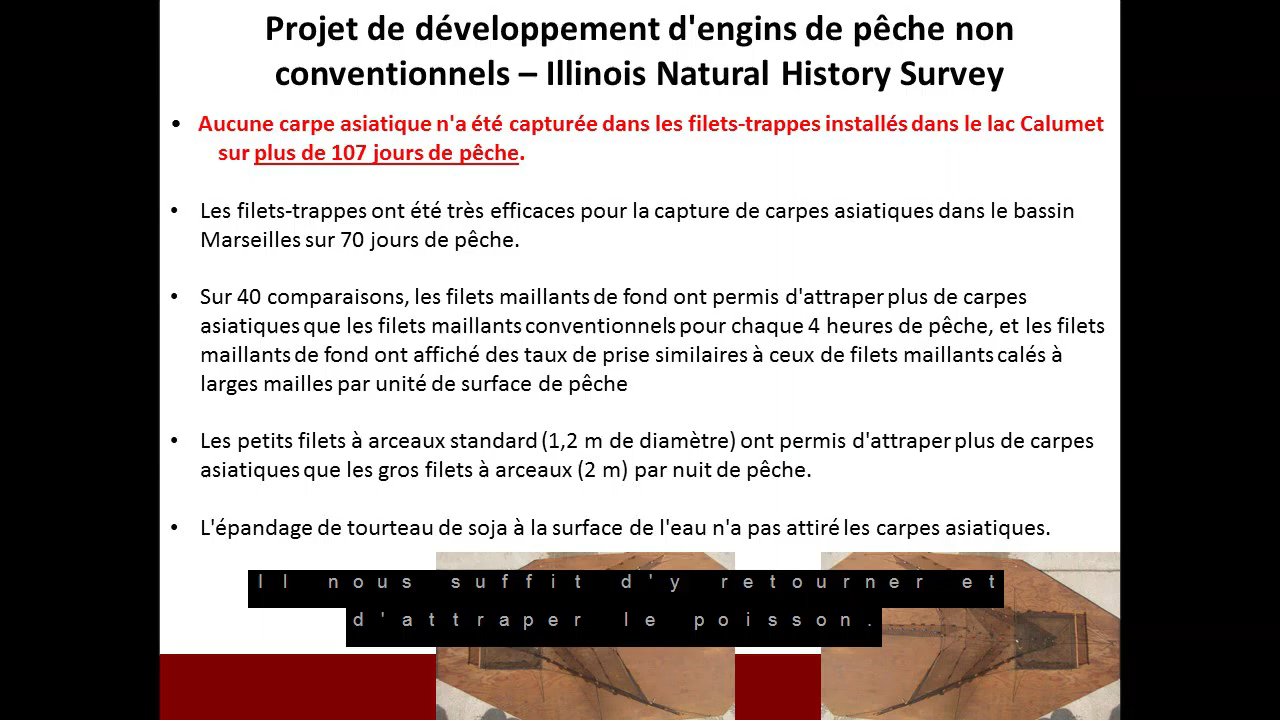 Projet de développement d'engins de pêche non
conventionnels – Illinois Natural History Survey
• Aucune carpe asiatique n'a été capturée dans les filets-trappes installés dans le lac Calumet
sur plus de 107 jours de pêche.
• Les filets-trappes ont été très efficaces pour la capture de carpes asiatiques dans le bassin
Marseilles sur 70 jours de pêche.
• Sur 40 comparaisons, les filets maillants de fond ont permis d'attraper plus de carpes
asiatiques que les filets maillants conventionnels pour chaque 4 heures de pêche, et les filets
maillants de fond ont affiché des taux de prise similaires à ceux de filets maillants calés à
larges mailles par unité de surface de pêche
• Les petits filets à arceaux standard (1,2 m de diamètre) ont permis d'attraper plus de carpes
asiatiques que les gros filets à arceaux (2 m) par nuit de pêche.
• L'épandage de tourteau de soja à la surface de l'eau n'a pas attiré les carpes asiatiques.
Il nous suffit d'y retourner et
d'attraper le poisson.